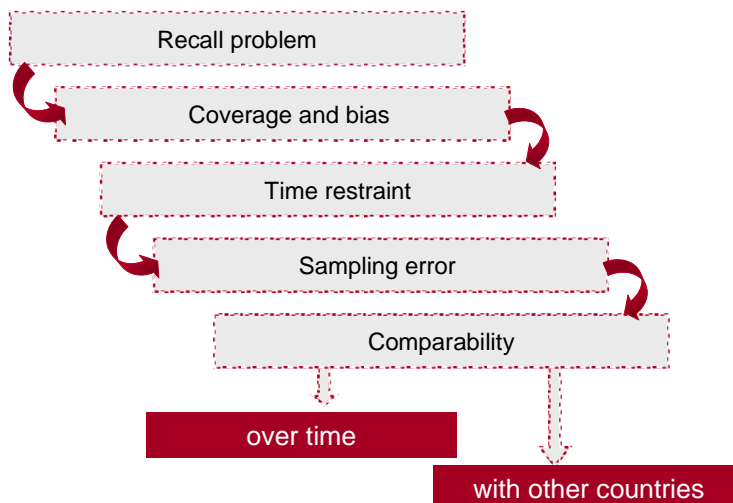 Recall problem
Coverage and bias
Time restraint
Sampling error
Comparability
over time
with other countries